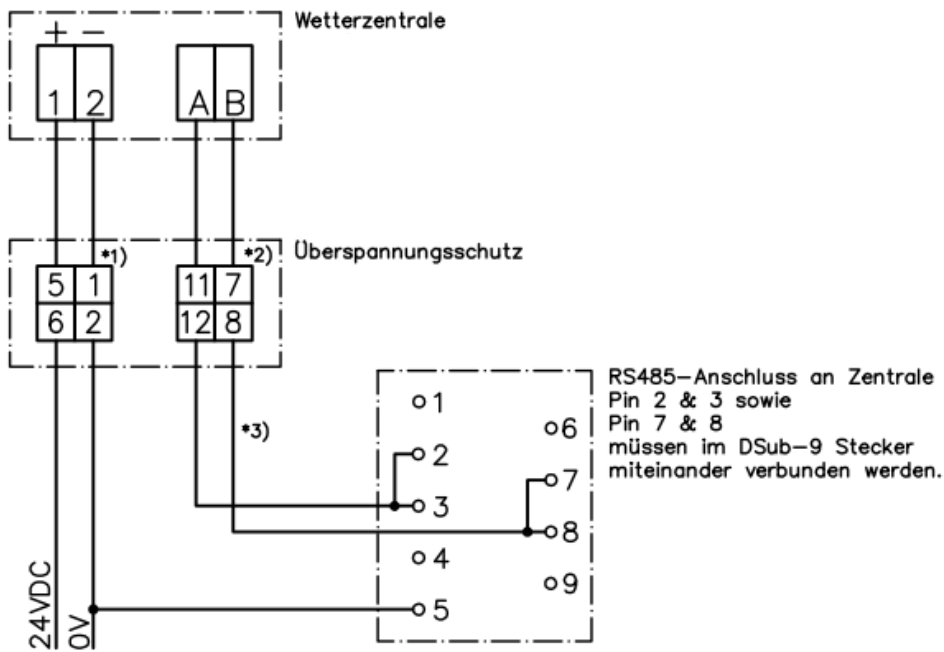 Wetterzentrale
+ −
1 2 A B
*1) *2) Überspannungsschutz
5 1 11 7
6 2 12 8
RS485-Anschluss an Zentrale
Pin 2 & 3 sowie
Pin 7 & 8
müssen im DSub-9 Stecker
miteinander verbunden werden.
*3)
1
6
2
7
3
8
4
9
5
24VDC
0V